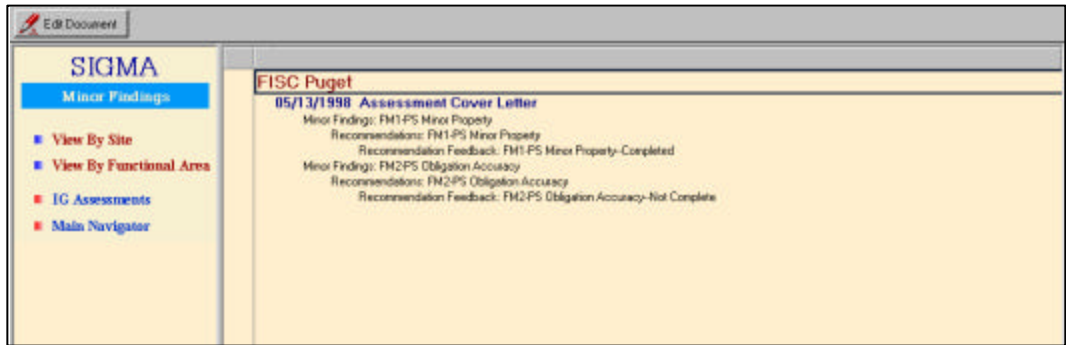 Edit Document
SIGMA
Minor Findings
View By Site
View By Functional Area
IG Assessments
Main Navigator
FISC Puget
05/13/1998 Assessment Cover Letter
Minor Findings: FM1-PS Minor Property
Recommendations: FM1-PS Minor Property
Recommendation Feedback: FM1-PS Minor Property-Completed
Minor Findings: FM2-PS Obligation Accuracy
Recommendations: FM2-PS Obligation Accuracy
Recommendation Feedback: FM2-PS Obligation Accuracy--Not Complete